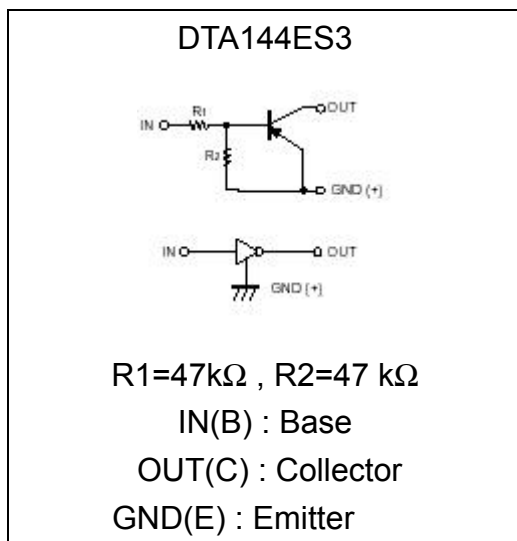 DTA144ES3
R1
OUT
IN
R2
GND (+)
IN
OUT
GND (+)
R1=47kΩ , R2=47 kΩ
IN(B) : Base
OUT(C) : Collector
GND(E) : Emitter